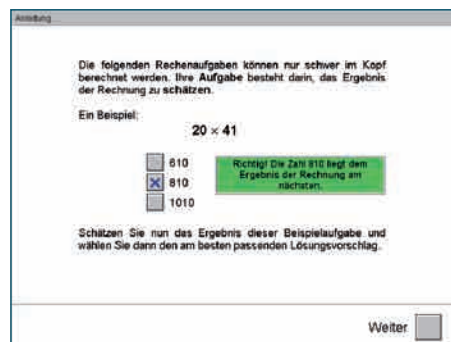 Anleitung...
Die folgenden Rechenaufgaben können nur schwer im Kopf
berechnet werden. Ihre Aufgabe besteht darin, das Ergebnis
der Rechnung zu schätzen.
Ein Beispiel:
20 × 41
610
810
1010
Richtig! Die Zahl 810 liegt dem
Ergebnis der Rechnung am
nächsten.
Schätzen Sie nun das Ergebnis dieser Beispielaufgabe und
wählen Sie dann den am besten passenden Lösungsvorschlag.
Weiter